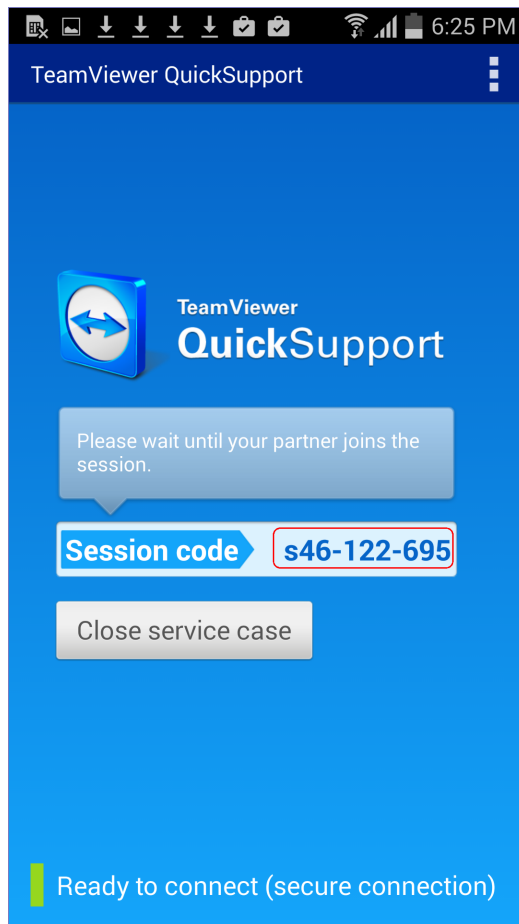 6:25 PM
TeamViewer QuickSupport
TeamViewer
QuickSupport
Please wait until your partner joins the
session.
Session code s46-122-695
Close service case
Ready to connect (secure connection)